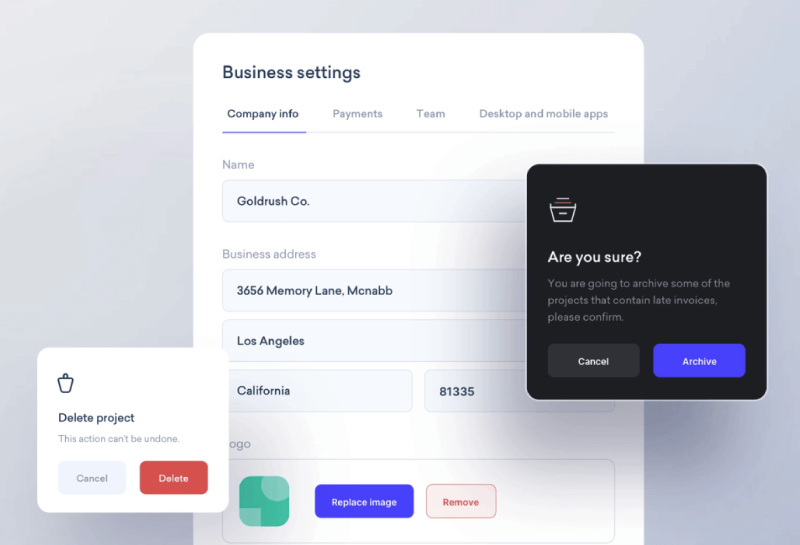 Business settings
Company info Payments Team Desktop and mobile apps
Name
Goldrush Co.
Business address
3656 Memory Lane, Mcnabb
Los Angeles
California 81335
ogo
Replace image Remove
Are you sure?
You are going to archive some of the
projects that contain late invoices,
please confirm.
Cancel Archive
Delete project
This action can't be undone.
Cancel Delete